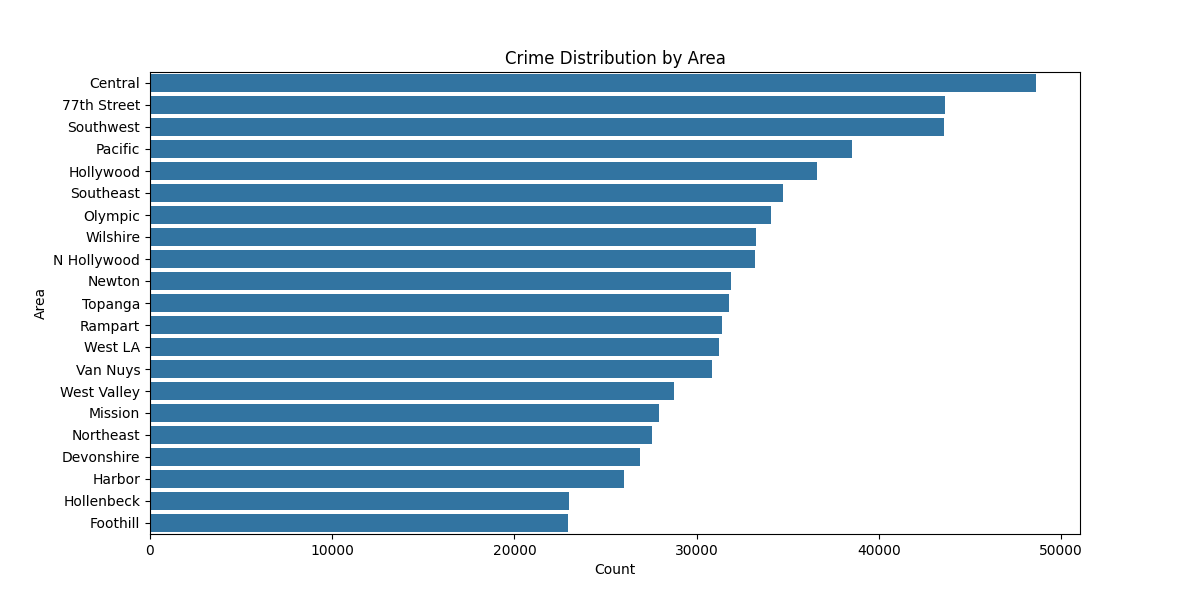 Crime Distribution by Area
Area
Central
77th Street
Southwest
Pacific
Hollywood
Southeast
Olympic
Wilshire
N Hollywood
Newton
Topanga
Rampart
West LA
Van Nuys
West Valley
Mission
Northeast
Devonshire
Harbor
Hollenbeck
Foothill
0 10000 20000 30000 40000 50000
Count